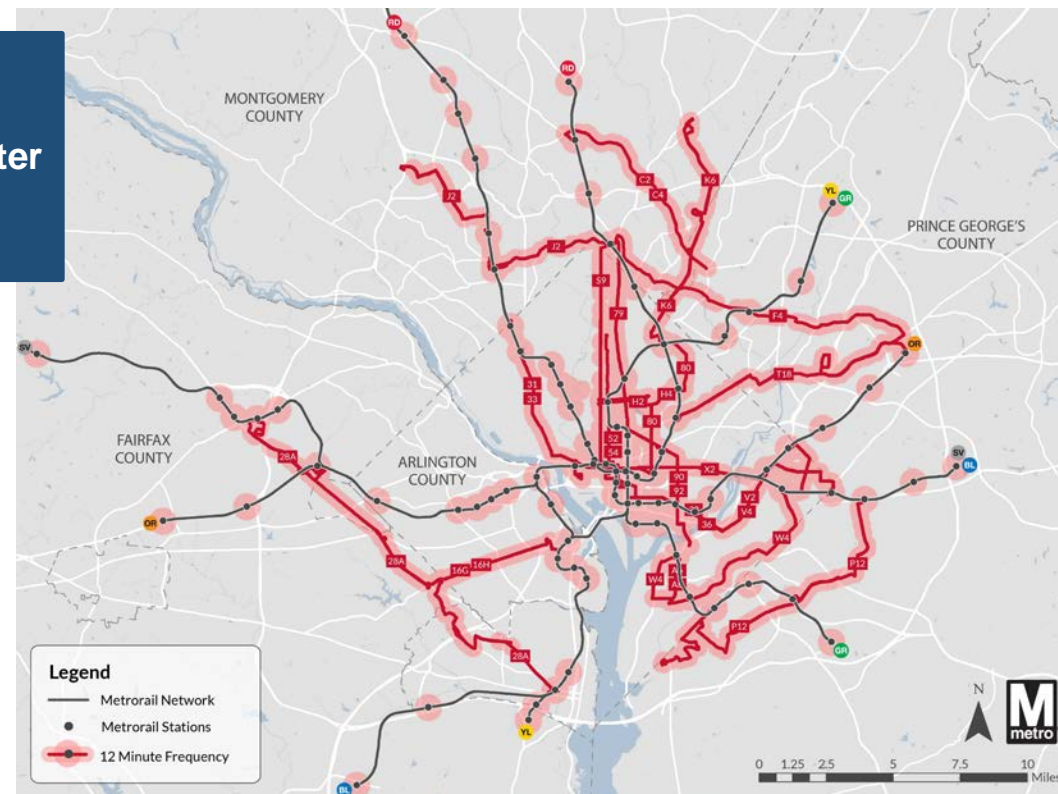 ter
RD
RD
MONTGOMERY
COUNTY
C2
C4
K6
J2
YL
GR
PRINCE GEORGE'S
COUNTY
J2
S9
79
K6
F4
SV
OR
80
T18
31
33
H2
H4
80
FAIRFAX
COUNTY
28A
ARLINGTON
COUNTY
52
54
X2
SV
BL
90
92
V2
V4
36
OR
W4
28A
16G
16H
W4
P12
P12
28A
GR
YL
BL
Legend
Metrorail Network
Metrorail Stations
12 Minute Frequency
N
M
metro
0 1.25 2.5 5 7.5 10
Miles